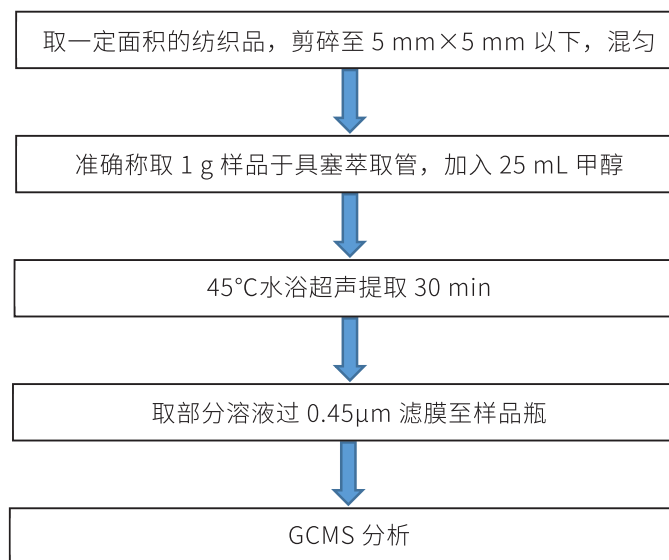 取一定面积的纺织品，剪碎至 5 mm×5 mm 以下，混匀
准确称取 1 g 样品于具塞萃取管，加入 25 mL 甲醇
45℃水浴超声提取 30 min
取部分溶液过 0.45μm 滤膜至样品瓶
GCMS 分析